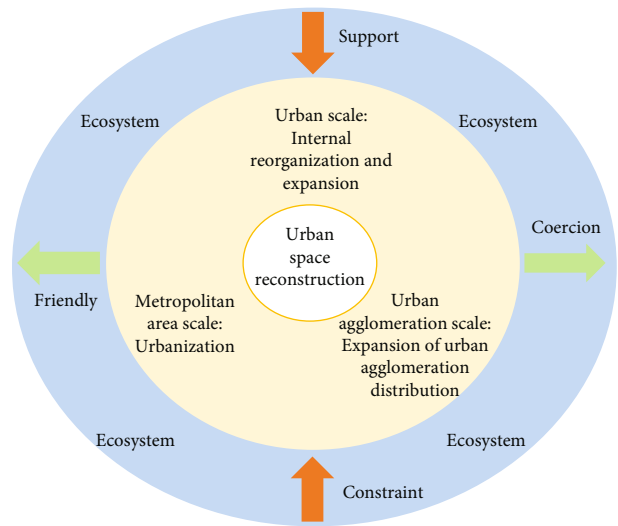 Support
Ecosystem
Ecosystem
Urban scale:
Internal
reorganization and
expansion
Urban
space
reconstruction
Coercion
Friendly
Metropolitan
area scale:
Urbanization
Urban
agglomeration scale:
Expansion of urban
agglomeration
distribution
Ecosystem
Ecosystem
Constraint